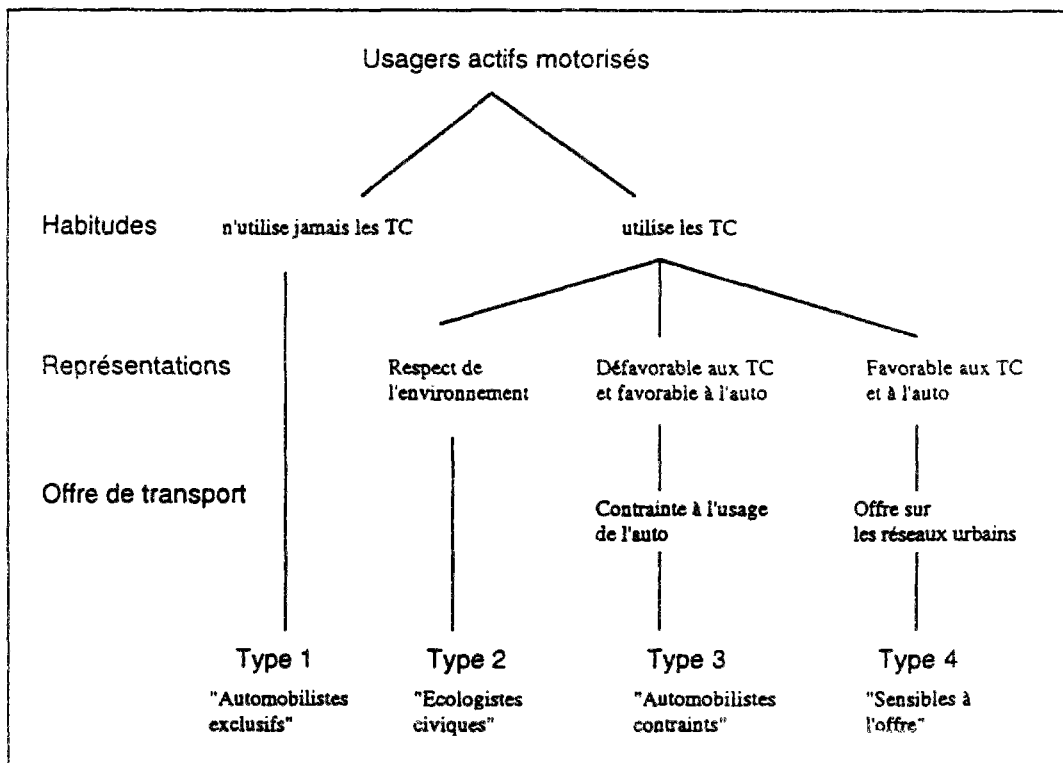 Usagers actifs motorisés
Habitudes
n'utilise jamais les TC
utilise les TC
Représentations
Respect de
l'environnement
Défavorable aux TC
et favorable à l'auto
Favorable aux TC
et à l'auto
Offre de transport
Contrainte à l'usage
de l'auto
Offre sur
les réseaux urbains
Type 1
Type 2
Type 3
Type 4
"Automobilistes
exclusifs"
"Ecologistes
civiques"
"Automobilistes
contraints"
"Sensibles à
l'offre"